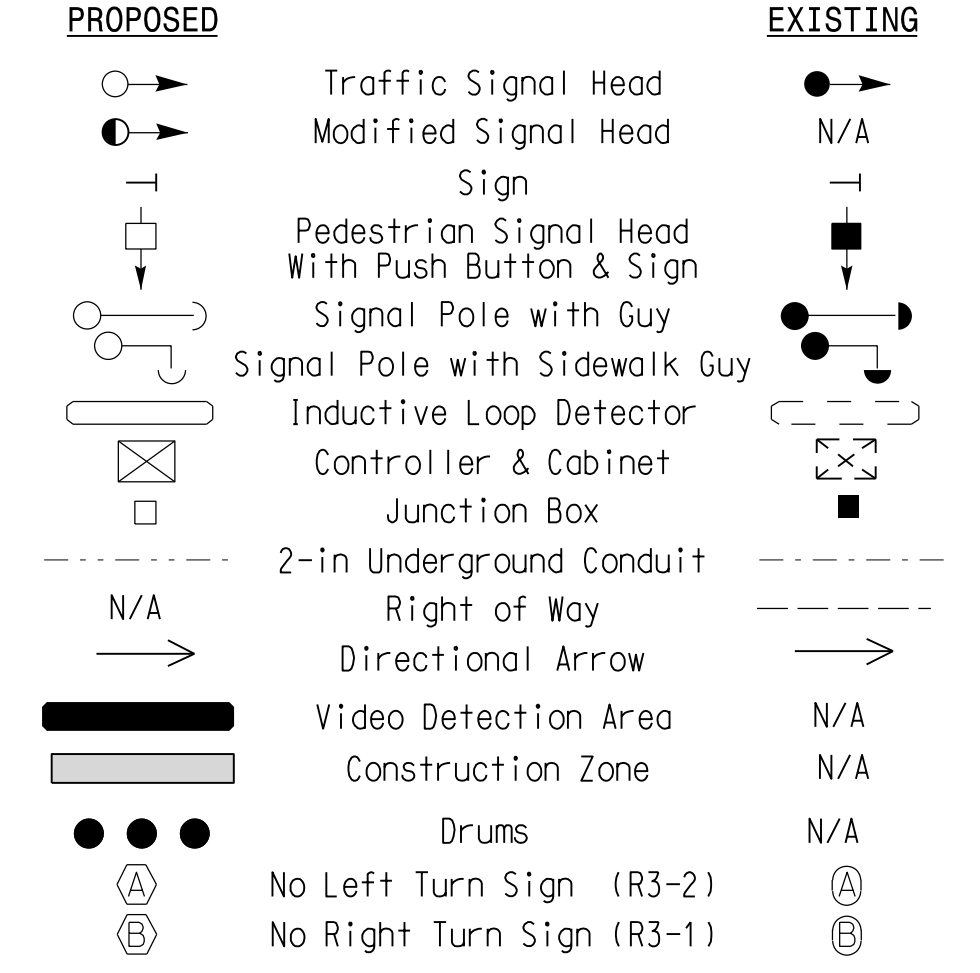 PROPOSED EXISTING
Traffic Signal Head
Modified Signal Head N/A
Sign
Pedestrian Signal Head
With Push Button & Sign
Signal Pole with Guy
Signal Pole with Sidewalk Guy
Inductive Loop Detector
Controller & Cabinet
Junction Box
2-in Underground Conduit
N/A Right of Way
Directional Arrow
Video Detection Area N/A
Construction Zone N/A
Drums N/A
A No Left Turn Sign (R3-2) A
B No Right Turn Sign (R3-1) B